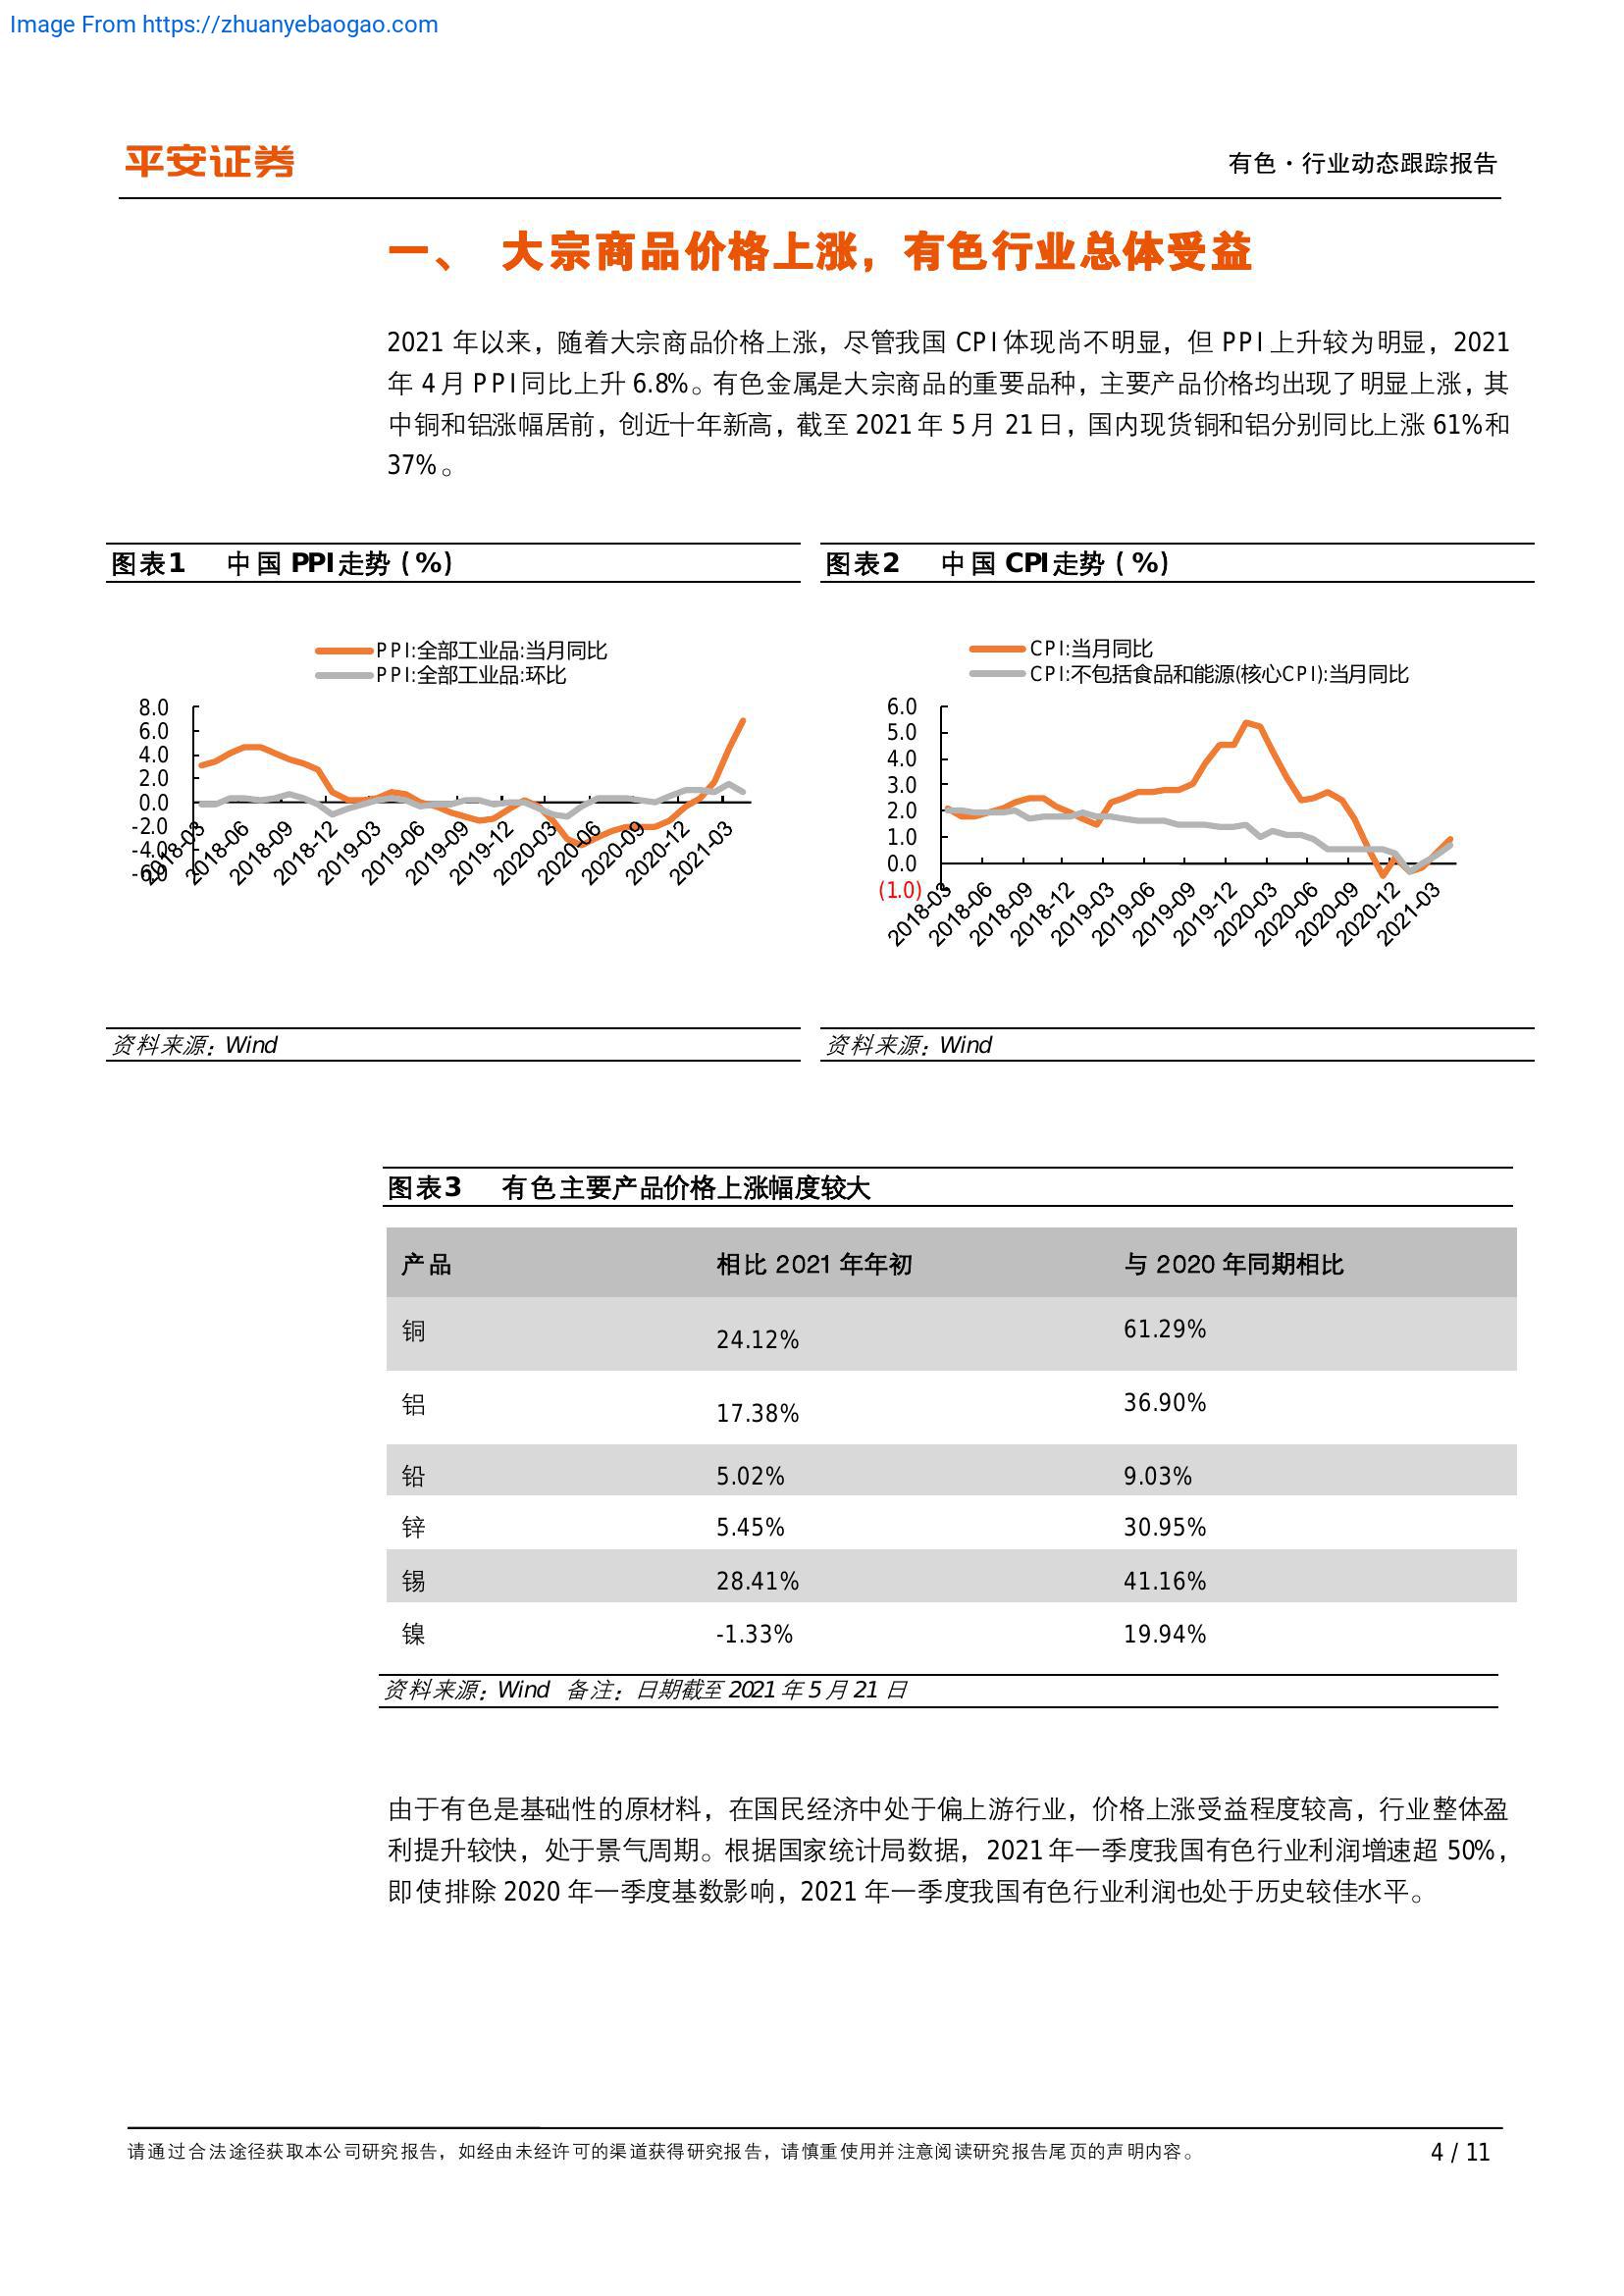 Image From https://zhuanyebaogao.com
平安证券
有色·行业动态跟踪报告
一、 大宗商品价格上涨，有色行业总体受益
2021 年以来，随着大宗商品价格上涨，尽管我国 CPI 体现尚不明显，但 PPI 上升较为明显，2021
年 4 月 PPI 同比上升 6.8%。有色金属是大宗商品的重要品种，主要产品价格均出现了明显上涨，其
中铜和铝涨幅居前，创近十年新高，截至 2021 年 5 月 21 日，国内现货铜和铝分别同比上涨 61%和
37%。
图表1 中国 PPI 走势（%）
PPI:全部工业品:当月同比
PPI:全部工业品:环比
8.0
6.0
4.0
2.0
0.0
-2.0
-4.0
-6.0
2018-03 2018-06 2018-09 2018-12 2019-03 2019-06 2019-09 2019-12 2020-03 2020-06 2020-09 2020-12 2021-03
资料来源：Wind
图表2 中国 CPI 走势（%）
CPI:当月同比
CPI:不包括食品和能源(核心CPI):当月同比
6.0
5.0
4.0
3.0
2.0
1.0
0.0
(1.0)
2018-03 2018-06 2018-09 2018-12 2019-03 2019-06 2019-09 2019-12 2020-03 2020-06 2020-09 2020-12 2021-03
资料来源：Wind
图表3 有色主要产品价格上涨幅度较大
产品 相比 2021 年年初 与 2020 年同期相比
铜 24.12% 61.29%
铝 17.38% 36.90%
铅 5.02% 9.03%
锌 5.45% 30.95%
锡 28.41% 41.16%
镍 -1.33% 19.94%
资料来源：Wind 备注：日期截至 2021 年 5 月 21 日
由于有色是基础性的原材料，在国民经济中处于偏上游行业，价格上涨受益程度较高，行业整体盈
利提升较快，处于景气周期。根据国家统计局数据，2021 年一季度我国有色行业利润增速超 50%，
即使排除 2020 年一季度基数影响，2021 年一季度我国有色行业利润也处于历史较佳水平。
请通过合法途径获取本公司研究报告，如经由未经许可的渠道获得研究报告，请慎重使用并注意阅读研究报告尾页的声明内容。
4 / 11